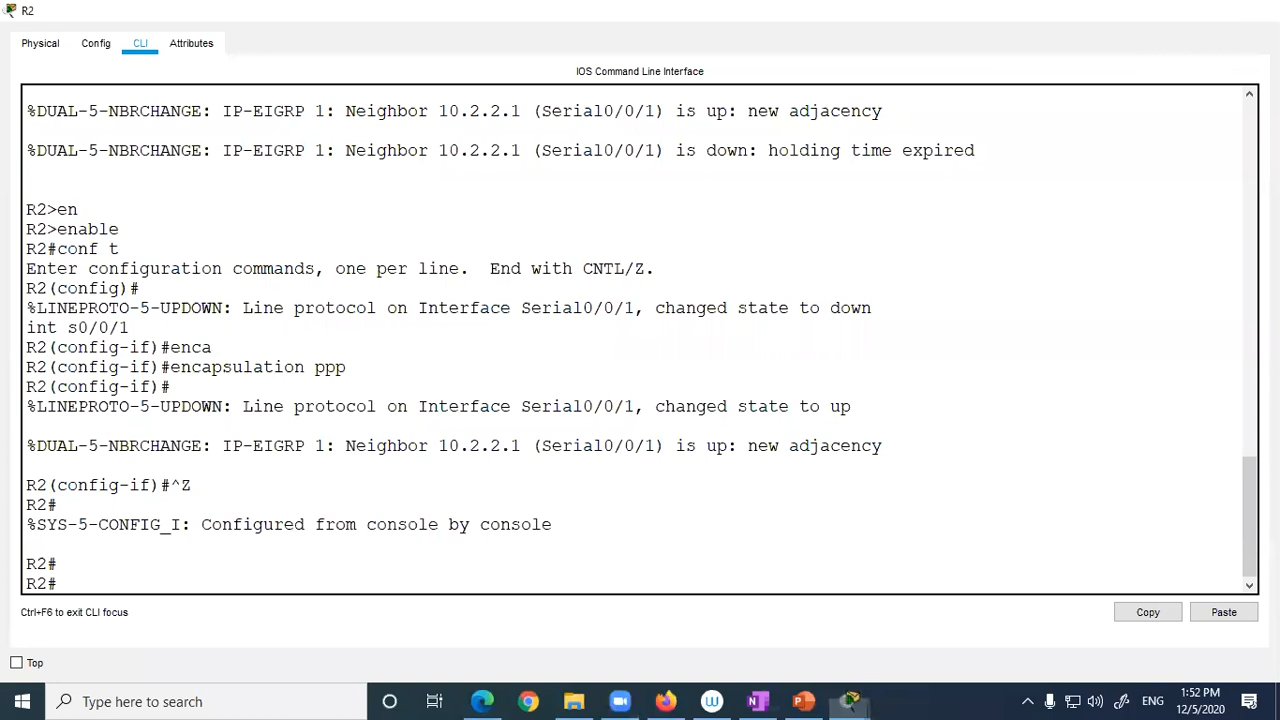 R2
Physical
Config
CLI
Attributes
IOS Command Line Interface
%DUAL-5-NBRCHANGE: IP-EIGRP 1: Neighbor 10.2.2.1 (Serial0/0/1) is up: new adjacency
%DUAL-5-NBRCHANGE: IP-EIGRP 1: Neighbor 10.2.2.1 (Serial0/0/1) is down: holding time expired
R2>en
R2>enable
R2#conf t
Enter configuration commands, one per line.  End with CNTL/Z.
R2(config)#
%LINEPROTO-5-UPDOWN: Line protocol on Interface Serial0/0/1, changed state to down
int s0/0/1
R2(config-if)#enca
R2(config-if)#encapsulation ppp
R2(config-if)#
%LINEPROTO-5-UPDOWN: Line protocol on Interface Serial0/0/1, changed state to up
%DUAL-5-NBRCHANGE: IP-EIGRP 1: Neighbor 10.2.2.1 (Serial0/0/1) is up: new adjacency
R2(config-if)#^Z
R2#
%SYS-5-CONFIG_I: Configured from console by console
R2#
R2#
Ctrl+F6 to exit CLI focus
Copy
Paste
Top
Type here to search
ENG
1:52 PM
12/5/2020